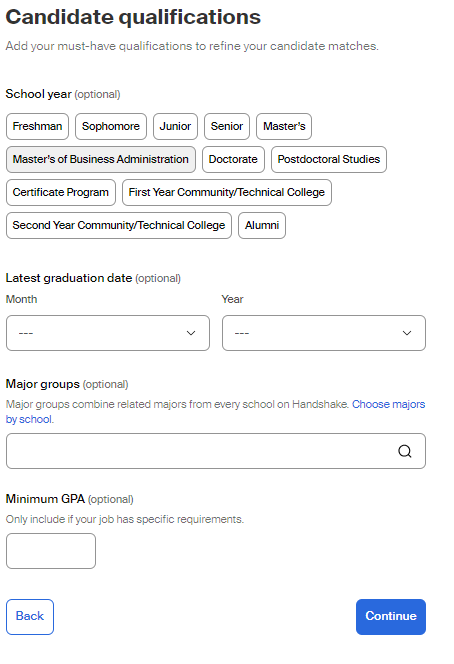 Candidate qualifications
Add your must-have qualifications to refine your candidate matches.
School year (optional)
Freshman Sophomore Junior Senior Master's
Master's of Business Administration Doctorate Postdoctoral Studies
Certificate Program First Year Community/Technical College
Second Year Community/Technical College Alumni
Latest graduation date (optional)
Month Year
--- ---
Major groups (optional)
Major groups combine related majors from every school on Handshake. Choose majors
by school.
Minimum GPA (optional)
Only include if your job has specific requirements.
Back Continue